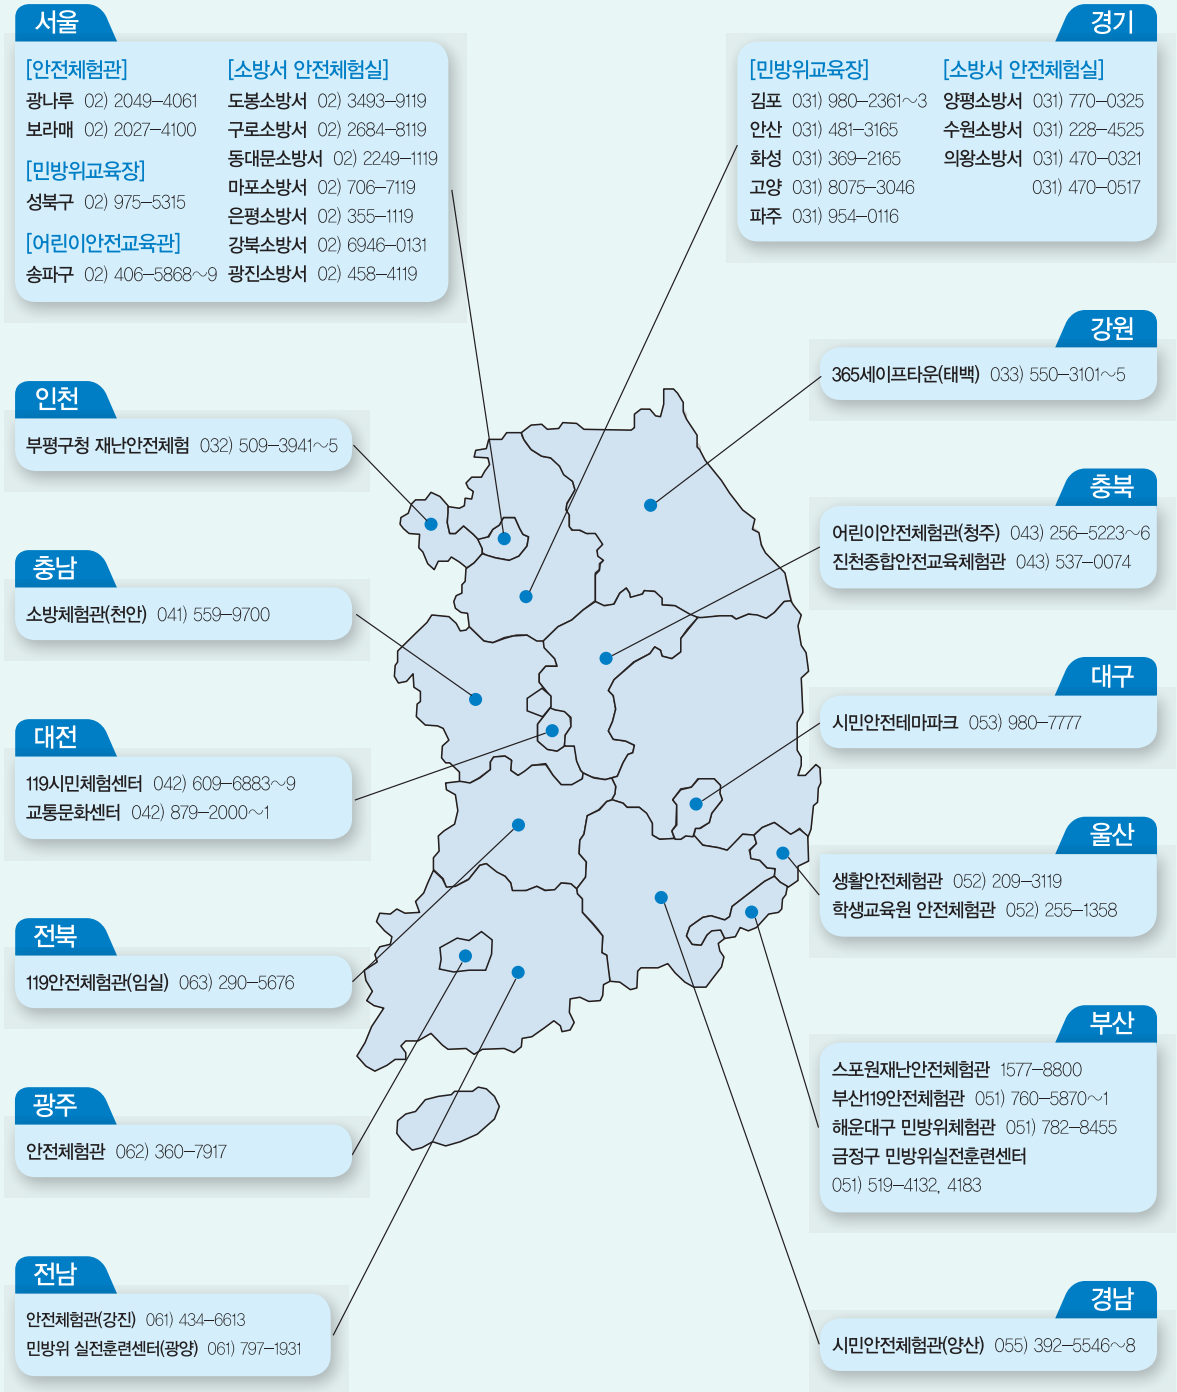 서울
[안전체험관]
광나루 02) 2049-4061
보라매 02) 2027-4100
[민방위교육장]
성북구 02) 975-5315
[어린이안전교육관]
송파구 02) 406-5868~9
[소방서 안전체험실]
도봉소방서 02) 3493-9119
구로소방서 02) 2684-8119
동대문소방서 02) 2249-1119
마포소방서 02) 706-7119
은평소방서 02) 355-1119
강북소방서 02) 6946-0131
광진소방서 02) 458-4119
경기
[민방위교육장]
김포 031) 980-2361~3
안산 031) 481-3165
화성 031) 369-2165
고양 031) 8075-3046
파주 031) 954-0116
[소방서 안전체험실]
양평소방서 031) 770-0325
수원소방서 031) 228-4525
의왕소방서 031) 470-0321
031) 470-0517
인천
부평구청 재난안전체험 032) 509-3941~5
충남
소방체험관(천안) 041) 559-9700
대전
119시민체험센터 042) 609-6883~9
교통문화센터 042) 879-2000~1
전북
119안전체험관(임실) 063) 290-5676
광주
안전체험관 062) 360-7917
전남
안전체험관(강진) 061) 434-6613
민방위 실전훈련센터(광양) 061) 797-1931
강원
365세이프타운(태백) 033) 550-3101~5
충북
어린이안전체험관(청주) 043) 256-5223~6
진천종합안전교육체험관 043) 537-0074
대구
시민안전테마파크 053) 980-7777
울산
생활안전체험관 052) 209-3119
학생교육원 안전체험관 052) 255-1358
부산
스포원재난안전체험관 1577-8800
부산119안전체험관 051) 760-5870~1
해운대구 민방위체험관 051) 782-8455
금정구 민방위실전훈련센터
051) 519-4132, 4183
경남
시민안전체험관(양산) 055) 392-5546~8